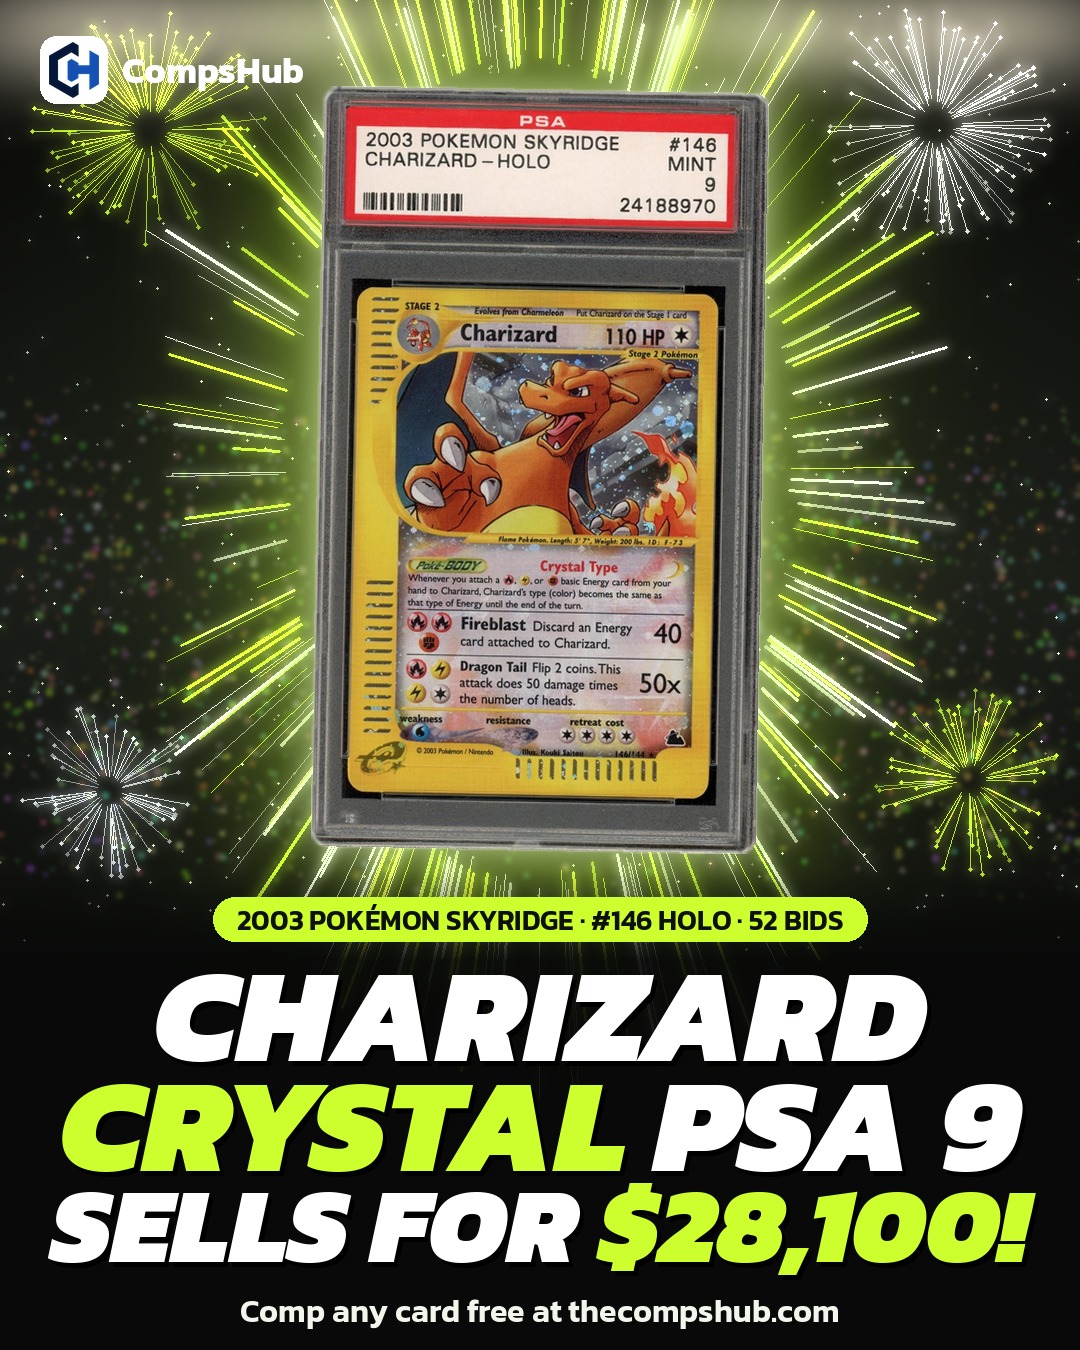 CompsHub
PSA
2003 POKEMON SKYRIDGE #146
CHARIZARD – HOLO MINT
9
24188970
STAGE 2 Evolves from Charmeleon Put Charizard on the Stage 1 card
Charizard 110 HP
Stage 2 Pokémon
Flame Pokémon. Length: 5' 7", Weight: 200 lbs. ID: F-73
Poké-BODY Crystal Type
Whenever you attach a , , or basic Energy card from your
hand to Charizard, Charizard's type (color) becomes the same as
that type of Energy until the end of the turn.
Fireblast Discard an Energy
card attached to Charizard. 40
Dragon Tail Flip 2 coins. This
attack does 50 damage times 50x
the number of heads.
weakness resistance retreat cost
© 2003 Pokémon / Nintendo Illus. Kouki Saitou 146/144
2003 POKÉMON SKYRIDGE · #146 HOLO · 52 BIDS
CHARIZARD
CRYSTAL PSA 9
SELLS FOR $28,100!
Comp any card free at thecompshub.com